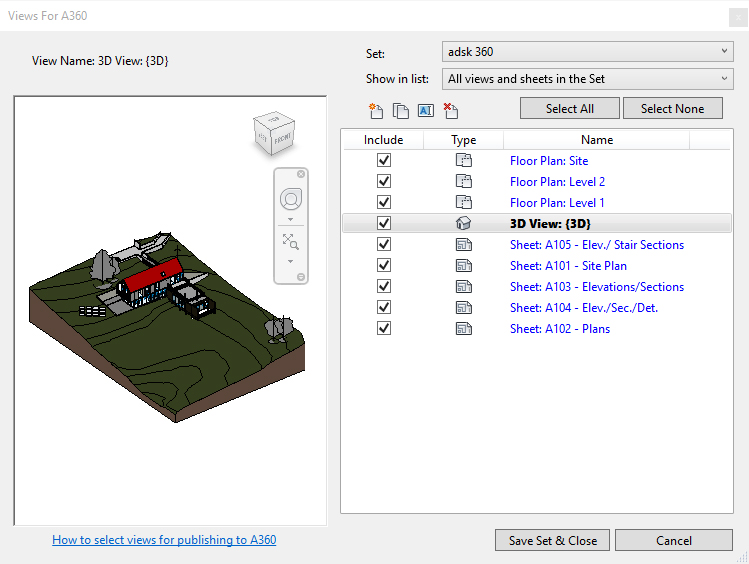 Views For A360
View Name: 3D View: {3D}
Set:
adsk 360
Show in list:
All views and sheets in the Set
Select All
Select None
Include Type Name
Floor Plan: Site
Floor Plan: Level 2
Floor Plan: Level 1
3D View: {3D}
Sheet: A105 - Elev./ Stair Sections
Sheet: A101 - Site Plan
Sheet: A103 - Elevations/Sections
Sheet: A104 - Elev./Sec./Det.
Sheet: A102 - Plans
FRONT
How to select views for publishing to A360
Save Set & Close
Cancel